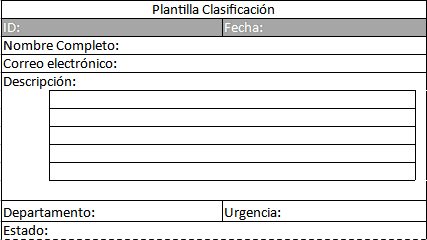 Plantilla Clasificación
ID: Fecha:
Nombre Completo:
Correo electrónico:
Descripción:
Departamento: Urgencia:
Estado: